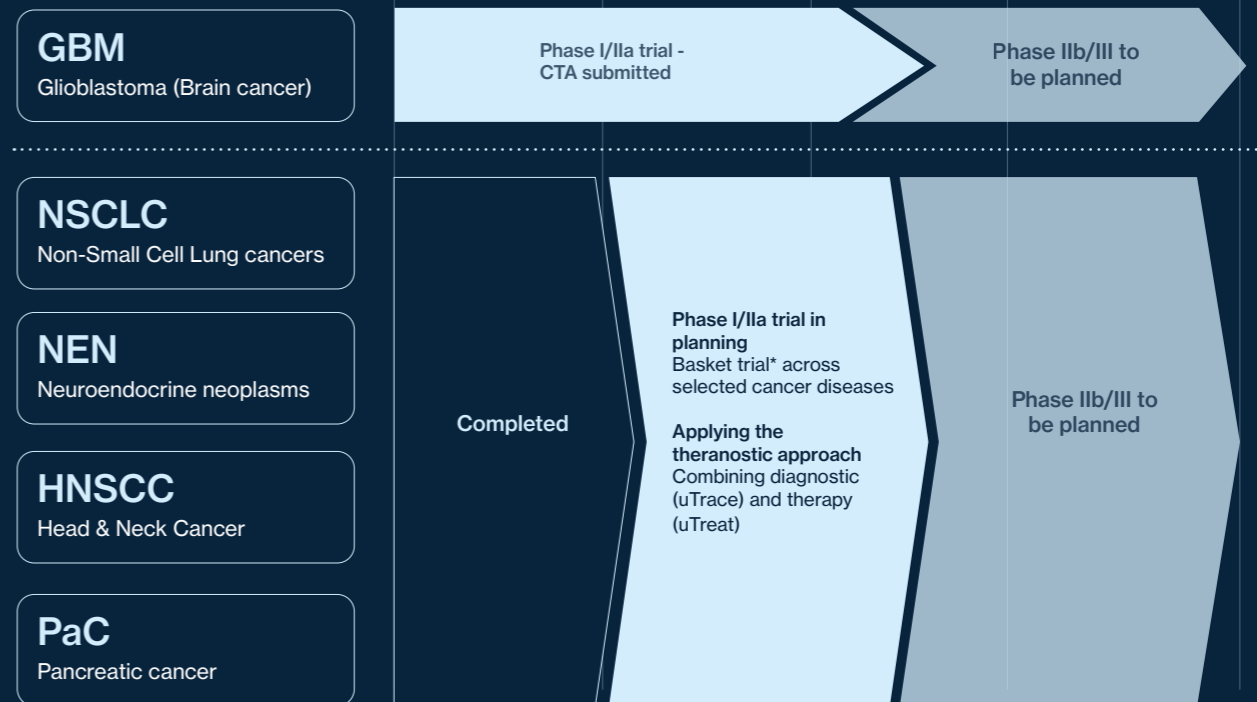 GBM
Glioblastoma (Brain cancer)
Phase I/IIa trial -
CTA submitted
Phase IIb/III to
be planned
NSCLC
Non-Small Cell Lung cancers
NEN
Neuroendocrine neoplasms
HNSCC
Head & Neck Cancer
PaC
Pancreatic cancer
Completed
Phase I/IIa trial in
planning
Basket trial* across
selected cancer diseases
Applying the
theranostic approach
Combining diagnostic
(uTrace) and therapy
(uTreat)
Phase IIb/III to
be planned